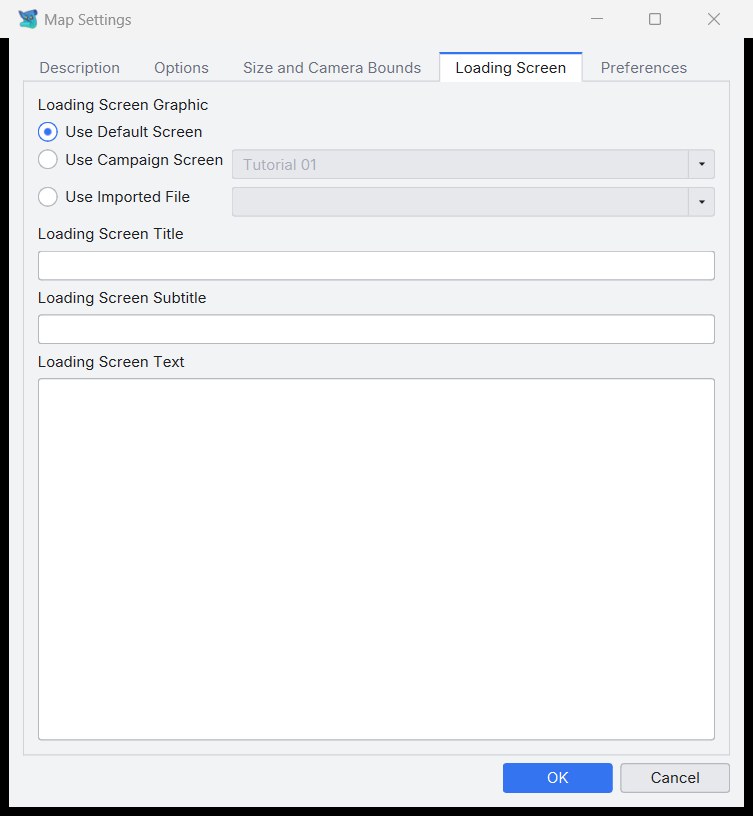 Map Settings
Description Options Size and Camera Bounds Loading Screen Preferences
Loading Screen Graphic
Use Default Screen
Use Campaign Screen Tutorial 01
Use Imported File
Loading Screen Title
Loading Screen Subtitle
Loading Screen Text
OK Cancel